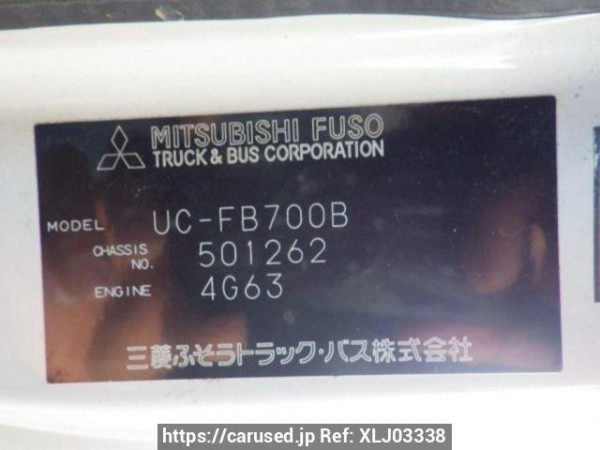 MITSUBISHI FUSO
TRUCK & BUS CORPORATION
MODEL UC-FB700B
CHASSIS NO. 501262
ENGINE 4G63
三菱ふそうトラック・バス株式会社
https://carused.jp Ref: XLJ03338